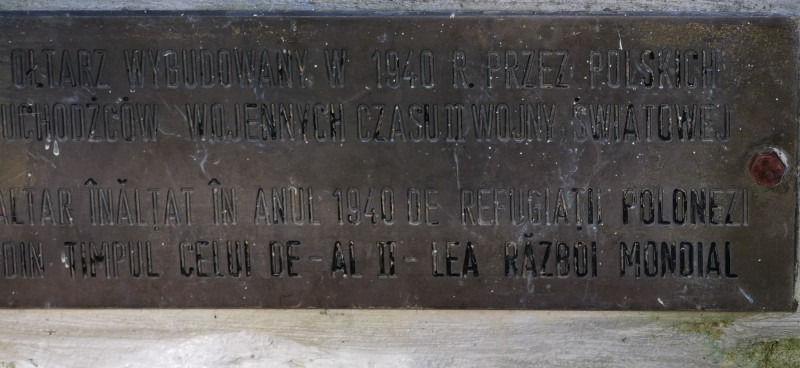 OŁTARZ WYBUDOWANY W 1940 R. PRZEZ POLSKICH
UCHODŹCÓW WOJENNYCH CZASU II WOJNY ŚWIATOWEJ
ALTAR ÎNĂLȚAT ÎN ANUL 1940 DE REFUGIAȚII POLONEZI
DIN TIMPUL CELUI DE-AL II-LEA RĂZBOI MONDIAL